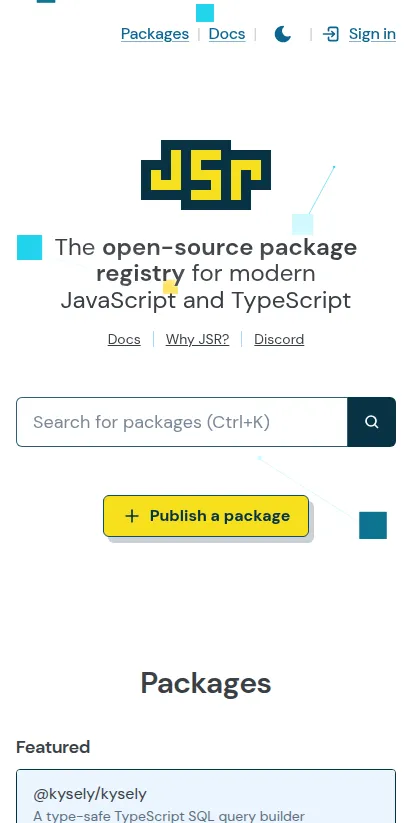 Packages | Docs | | Sign in
JSR
The open-source package
registry for modern
JavaScript and TypeScript
Docs | Why JSR? | Discord
Search for packages (Ctrl+K)
Publish a package
Packages
Featured
@kysely/kysely
A type-safe TypeScript SQL query builder